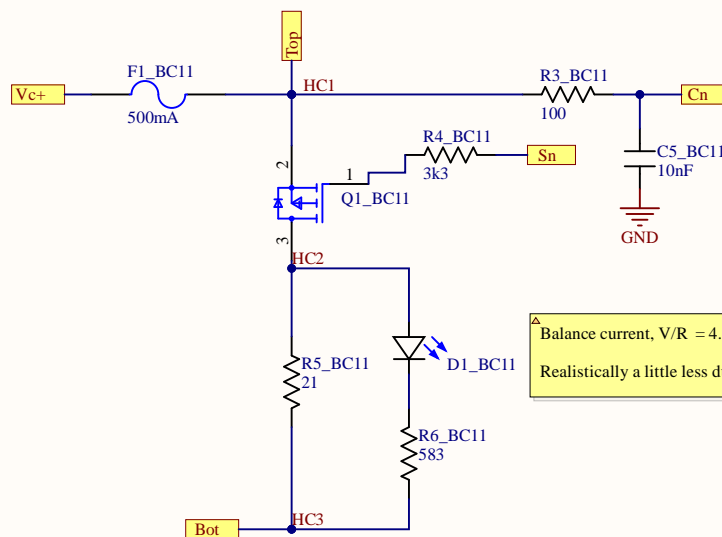 Top
F1_BC11
Vc+
500mA
HC1
R3_BC11
100
Cn
C5_BC11
10nF
GND
R4_BC11
3k3
Sn
2
1
Q1_BC11
3
HC2
R5_BC11
21
D1_BC11
R6_BC11
583
Balance current, V/R = 4.
Realistically a little less
HC3
Bot